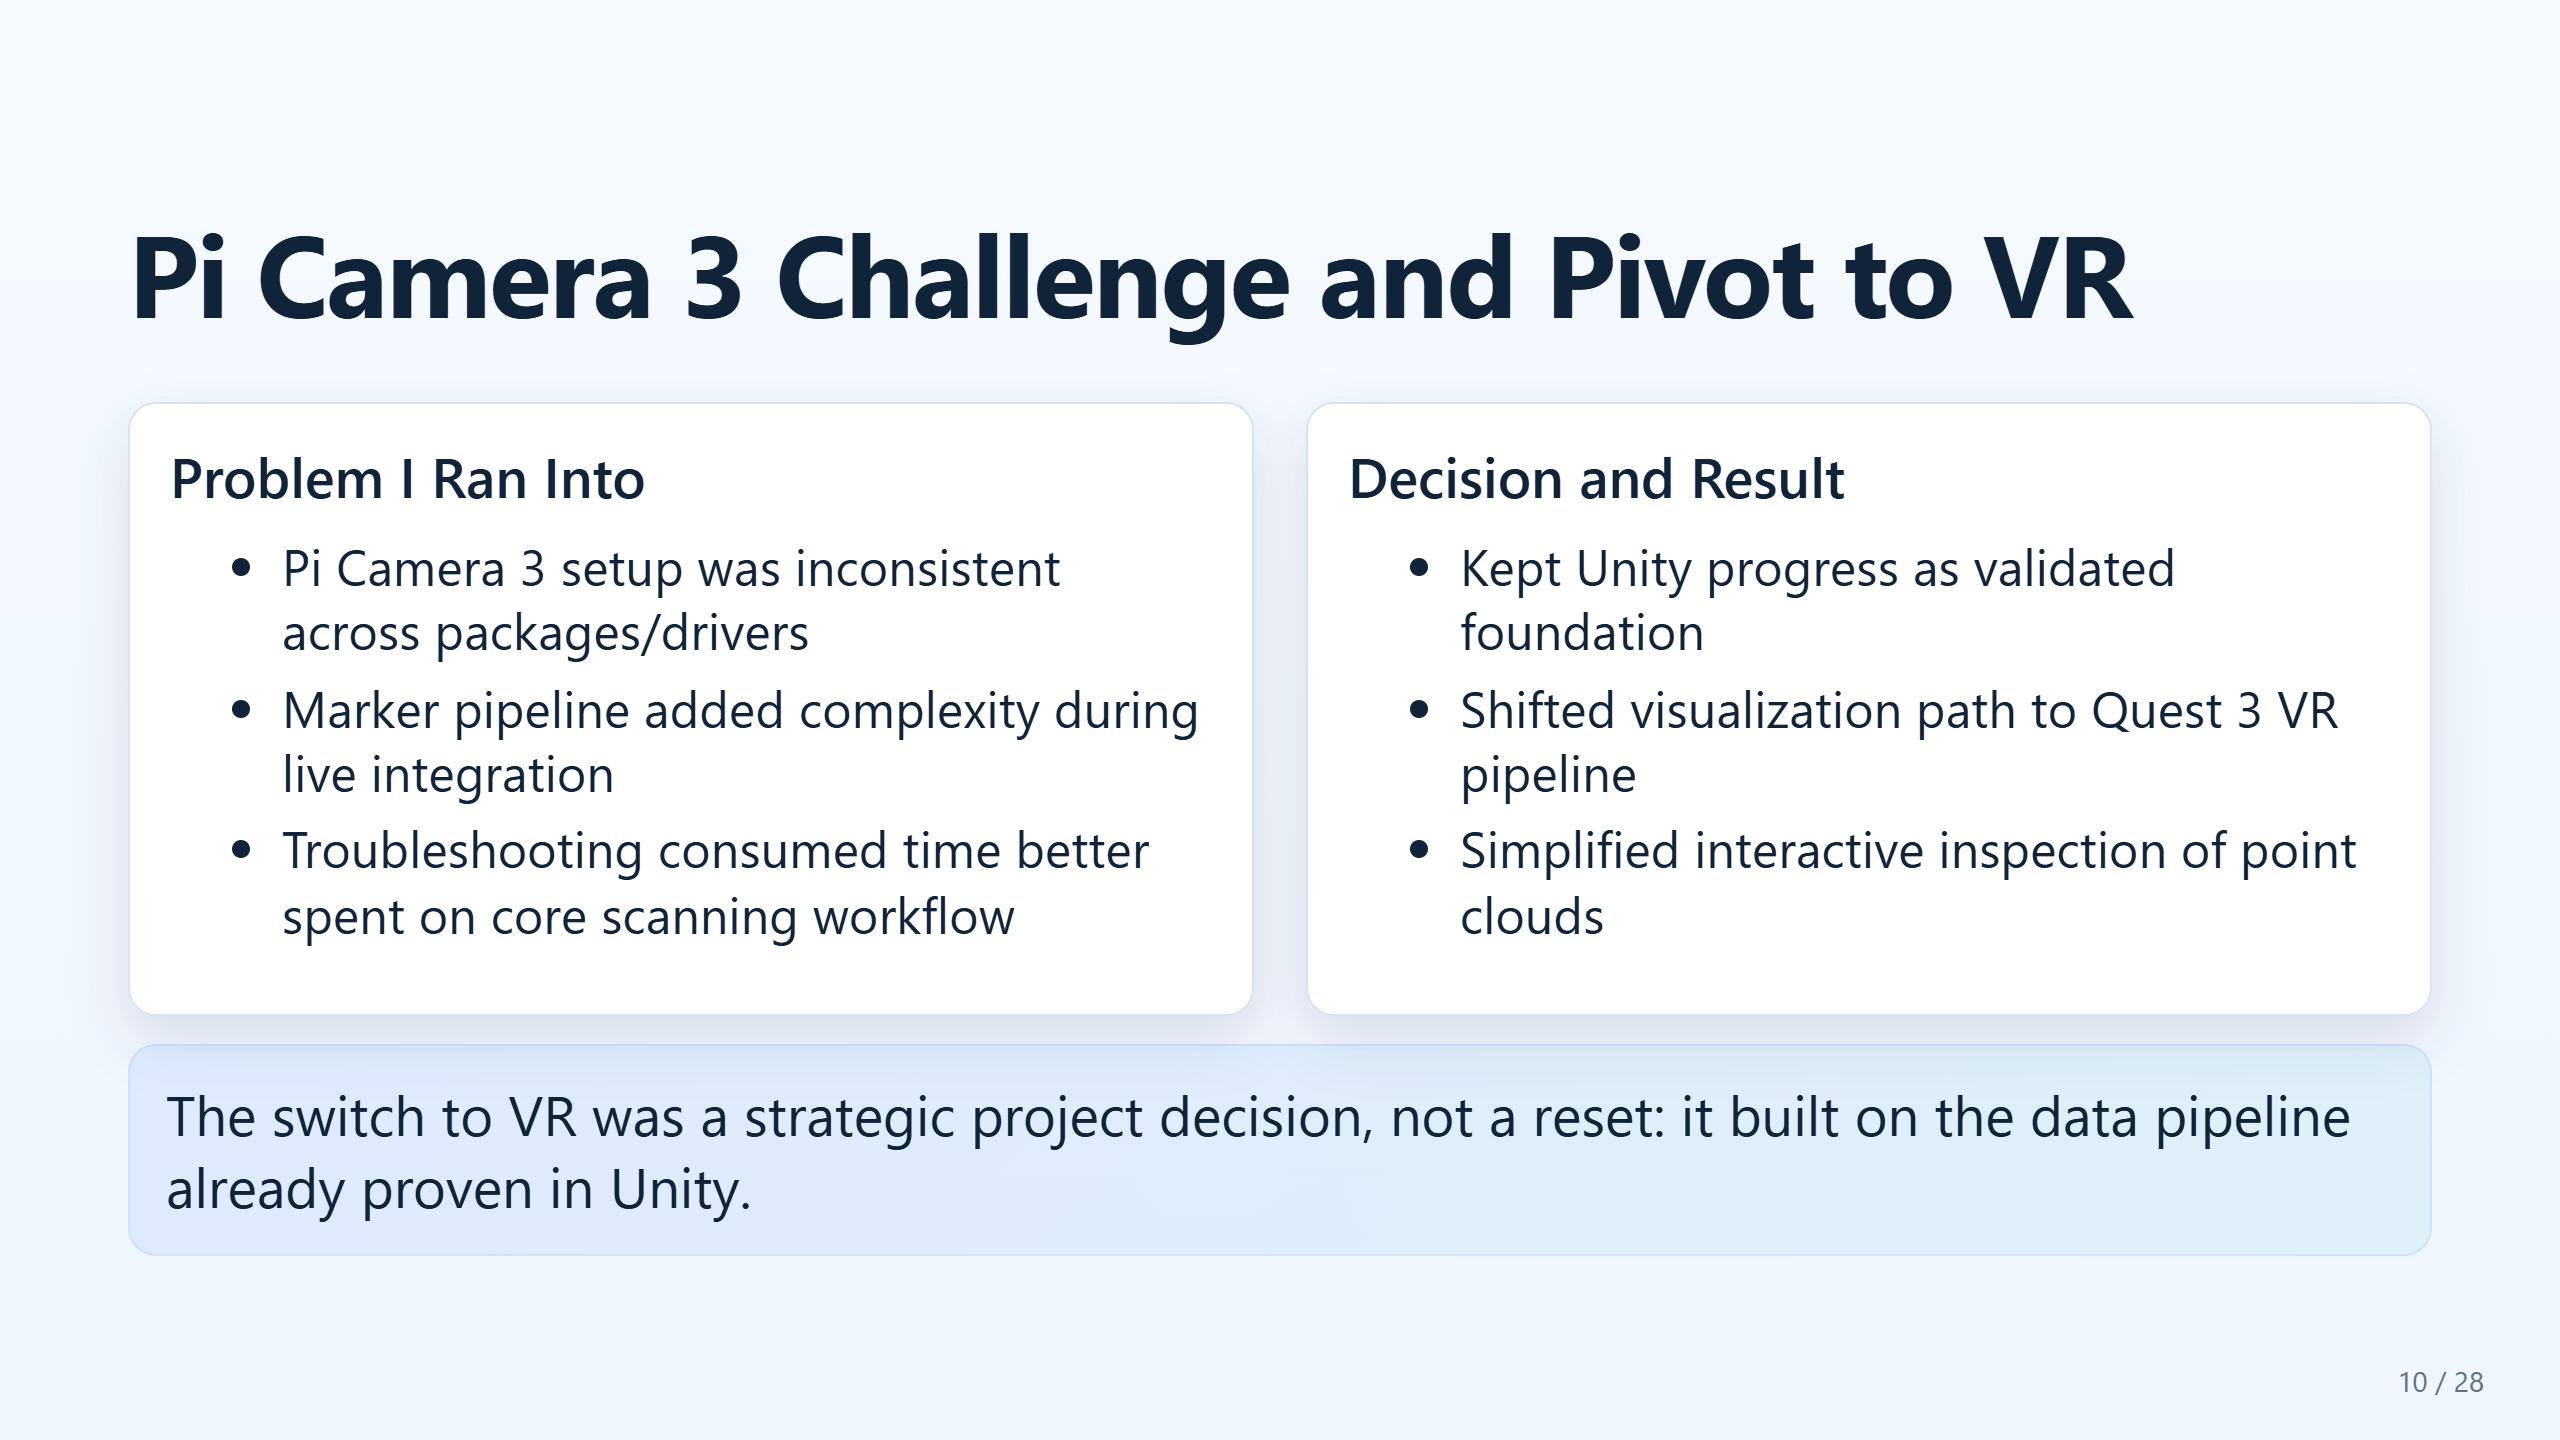 Pi Camera 3 Challenge and Pivot to VR
Problem I Ran Into
• Pi Camera 3 setup was inconsistent
across packages/drivers
• Marker pipeline added complexity during
live integration
• Troubleshooting consumed time better
spent on core scanning workflow
Decision and Result
• Kept Unity progress as validated
foundation
• Shifted visualization path to Quest 3 VR
pipeline
• Simplified interactive inspection of point
clouds
The switch to VR was a strategic project decision, not a reset: it built on the data pipeline
already proven in Unity.
10 / 28